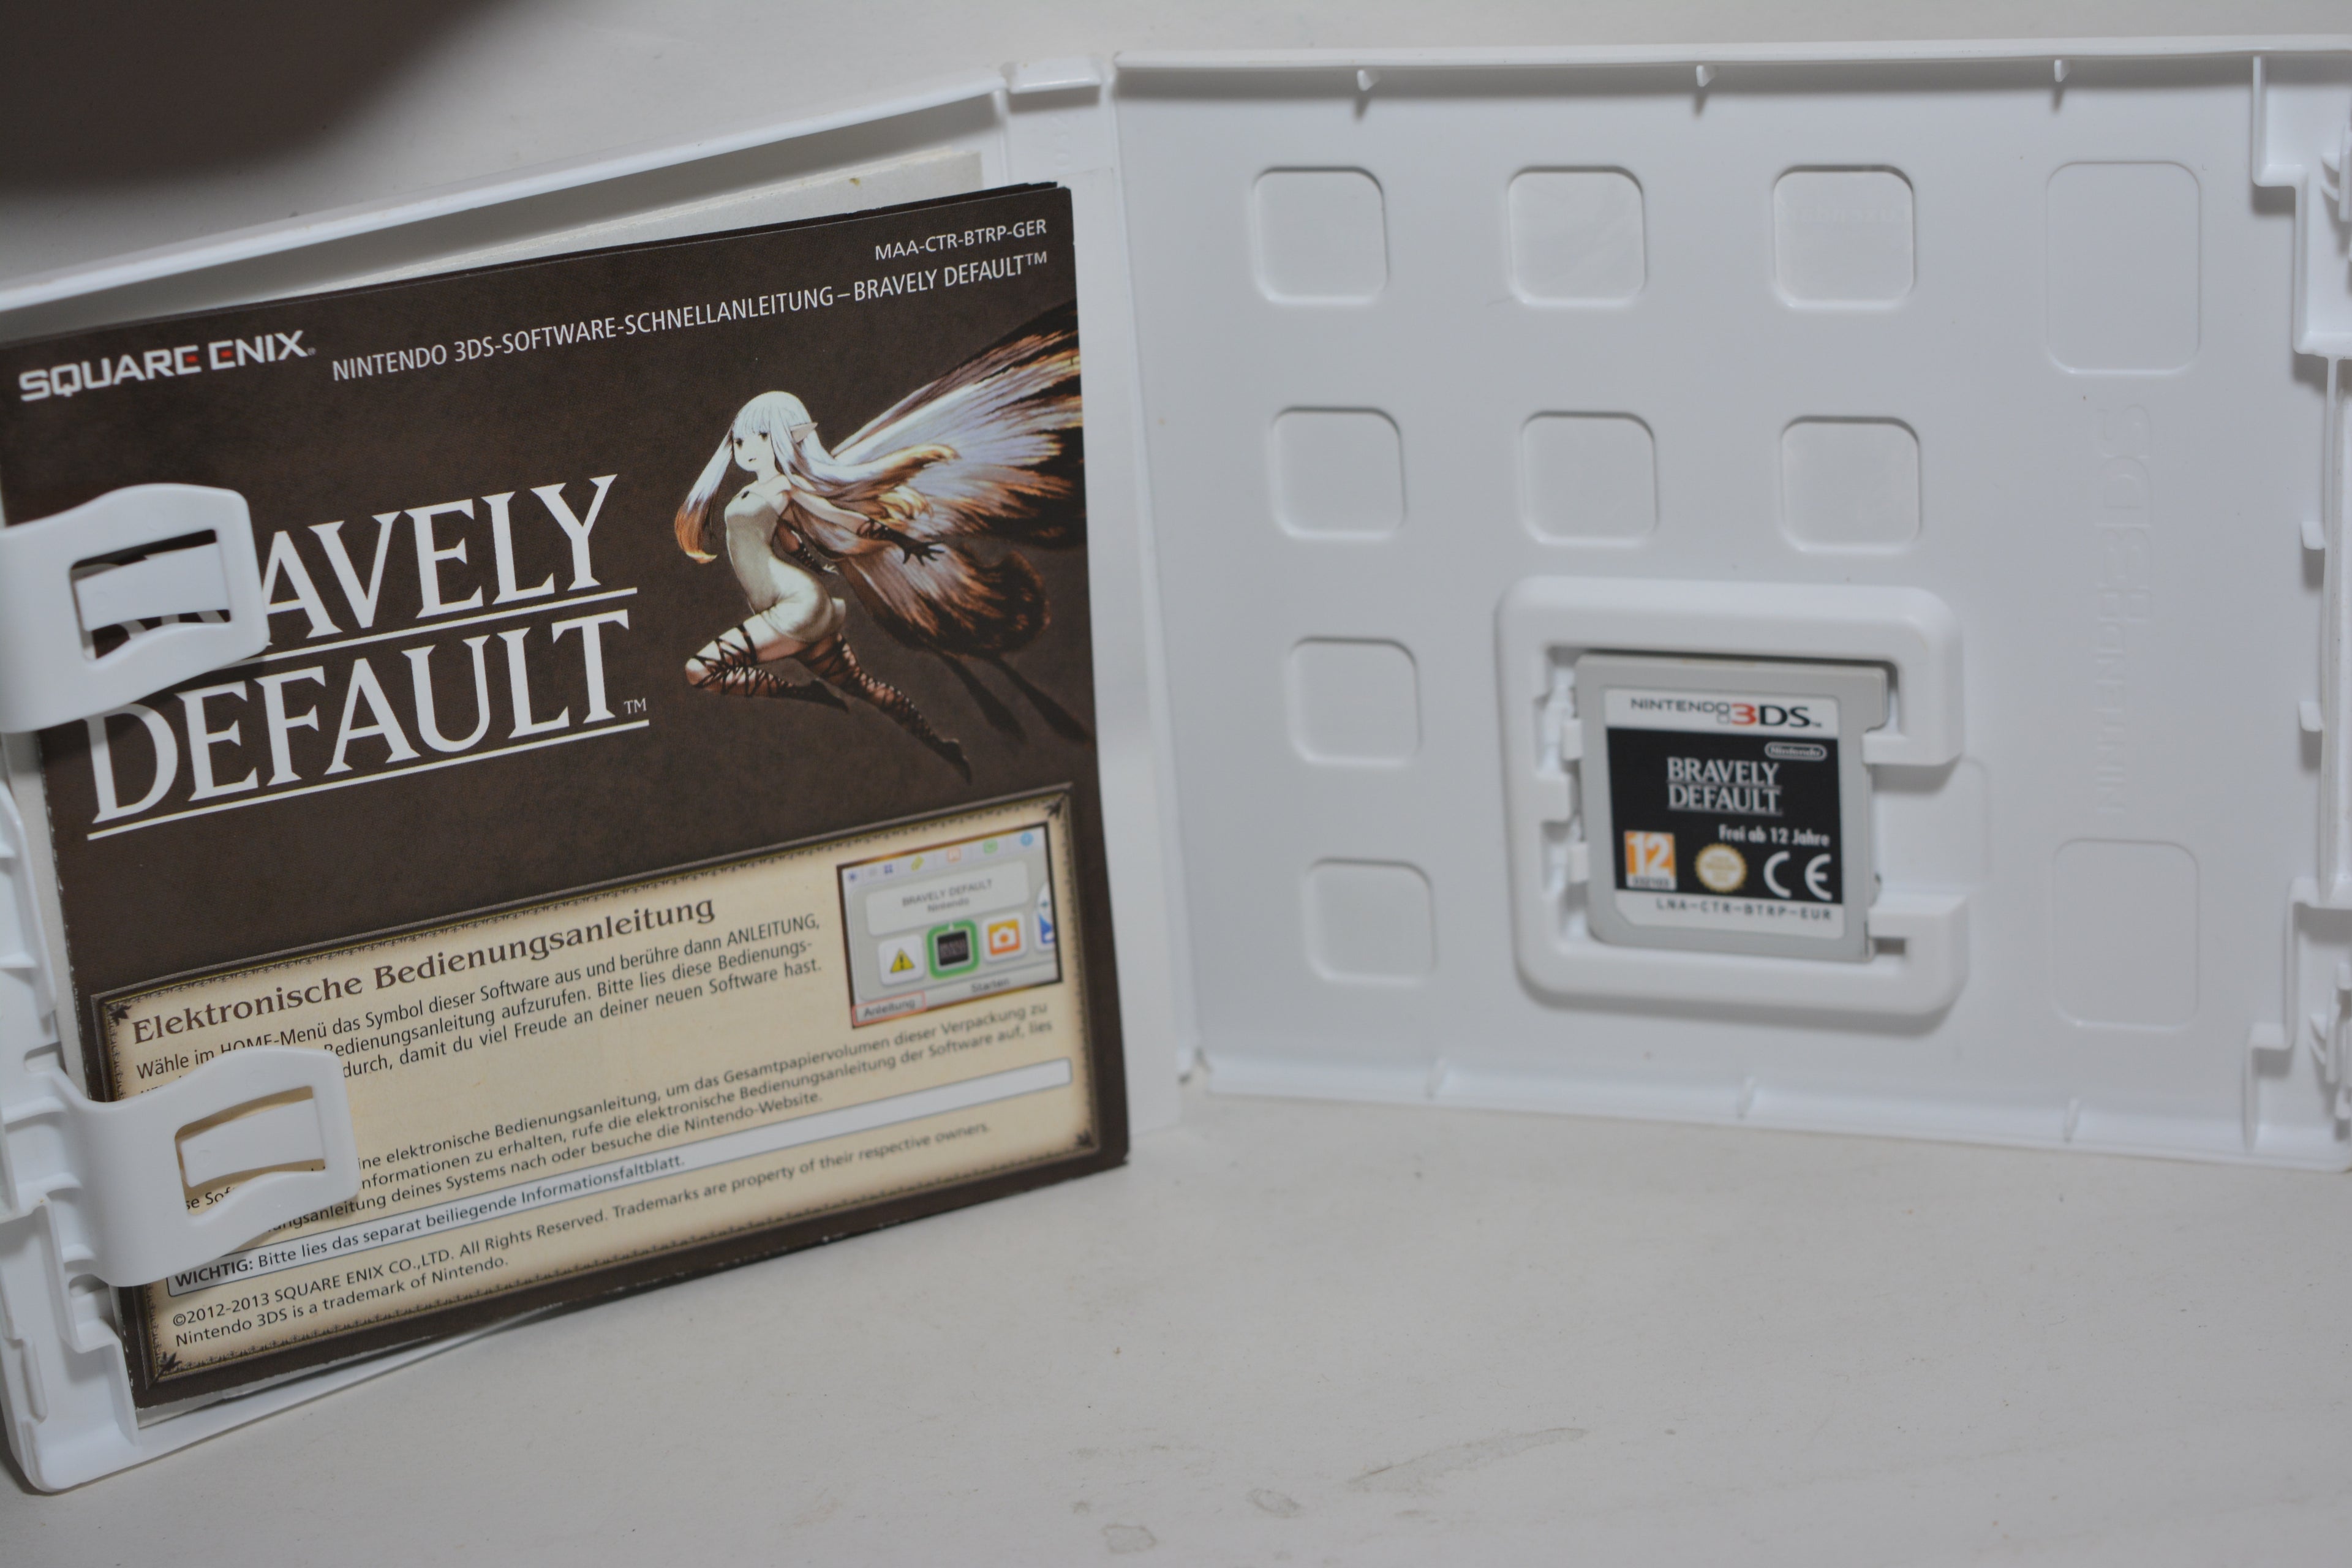 MAA-CTR-BTRP-GER
SQUARE ENIX®
NINTENDO 3DS-SOFTWARE-SCHNELLANLEITUNG – BRAVELY DEFAULT™
AVELY
DEFAULT™
Elektronische Bedienungsanleitung
Wähle im HOME-Menü das Symbol dieser Software aus und berühre dann ANLEITUNG,
Bedienungsanleitung aufzurufen. Bitte lies diese Bedienungs-
durch, damit du viel Freude an deiner neuen Software hast.
BRAVELY DEFAULT
Nintendo
Anleitung
Starten
ine elektronische Bedienungsanleitung, um das Gesamtpapiervolumen dieser Verpackung zu
se Sof nformationen zu erhalten, rufe die elektronische Bedienungsanleitung der Software auf, lies
ungsanleitung deines Systems nach oder besuche die Nintendo-Website.
WICHTIG: Bitte lies das separat beiliegende Informationsfaltblatt.
©2012-2013 SQUARE ENIX CO.,LTD. All Rights Reserved. Trademarks are property of their respective owners.
Nintendo 3DS is a trademark of Nintendo.
NINTENDO 3DS™
Nintendo
BRAVELY
DEFAULT
Frei ab 12 Jahre
12
CE
LNA-CTR-BTRP-EUR
NINTENDO 3DS